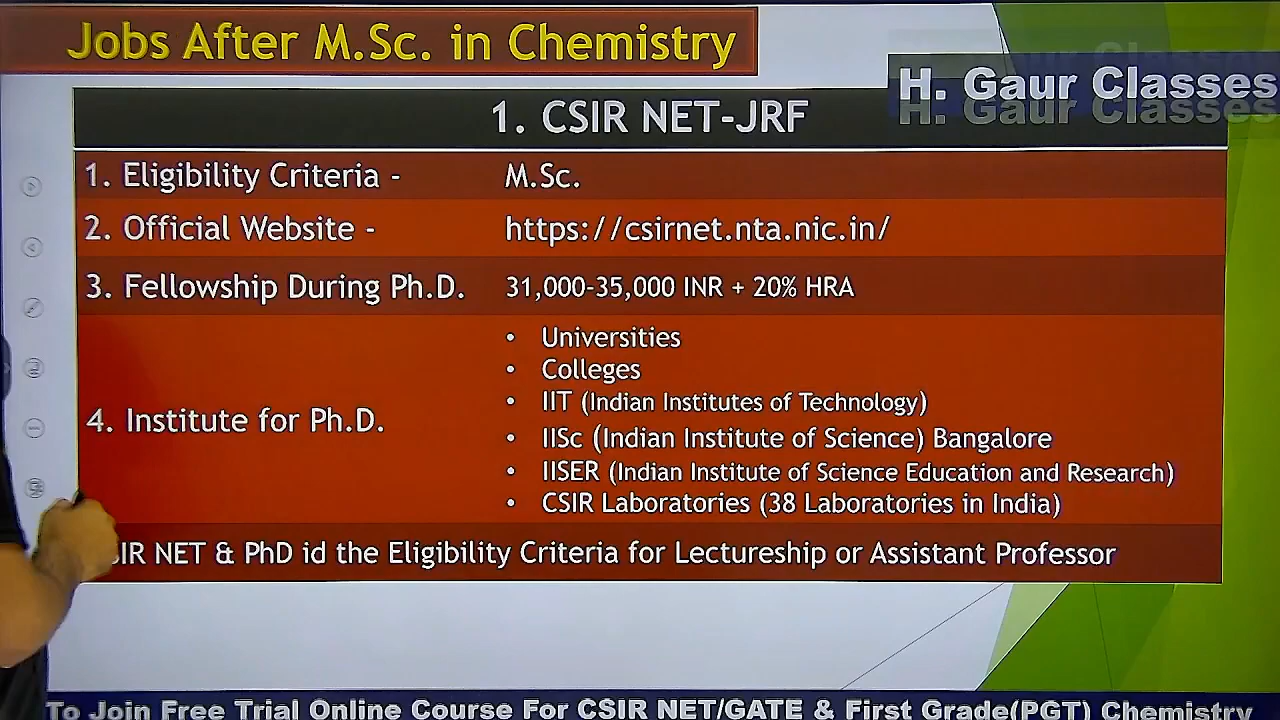 Jobs After M.Sc. in Chemistry
H. Gaur Classes
1. CSIR NET-JRF
1. Eligibility Criteria - M.Sc.
2. Official Website - https://csirnet.nta.nic.in/
3. Fellowship During Ph.D. 31,000-35,000 INR + 20% HRA
4. Institute for Ph.D.
• Universities
• Colleges
• IIT (Indian Institutes of Technology)
• IISc (Indian Institute of Science) Bangalore
• IISER (Indian Institute of Science Education and Research)
• CSIR Laboratories (38 Laboratories in India)
NET & PhD id the Eligibility Criteria for Lectureship or Assistant Professor
To Join Free Trial Online Course For CSIR NET/GATE & First Grade(PGT) Chemistry